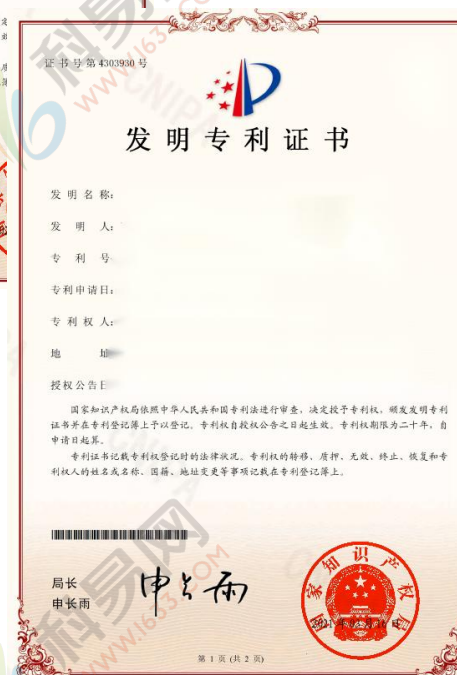 证书号第4303930号
发明专利证书
发明名称:
发明人:
专利号
专利申请日:
专利权人:
地址
授权公告日
国家知识产权局依照中华人民共和国专利法进行审查，决定授予专利权，颁发发明专利
证书并在专利登记簿上予以登记。专利权自授权公告之日起生效。专利权期限为二十年，自
申请日起算。
专利证书记载专利权登记时的法律状况。专利权的转移、质押、无效、终止、恢复和专
利权人的姓名或名称、国籍、地址变更等事项记载在专利登记簿上。
局长
申长雨
申长雨
国家知识产权局
第 1 页 (共 2 页)
科易网
WWW.1633.COM
CNIPA
科易网
WWW.1633.COM